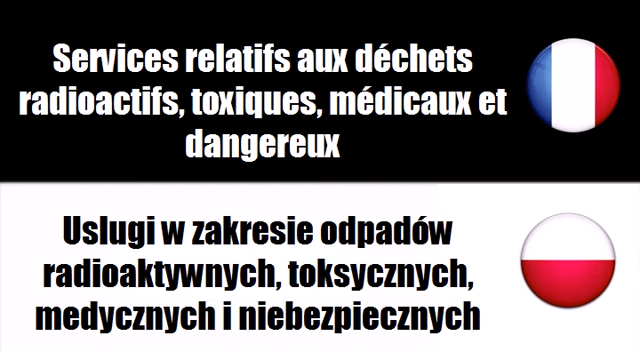 Services relatifs aux déchets
radioactifs, toxiques, médicaux et
dangereux
Uslugi w zakresie odpadów
radioaktywnych, toksycznych,
medycznych i niebezpiecznych